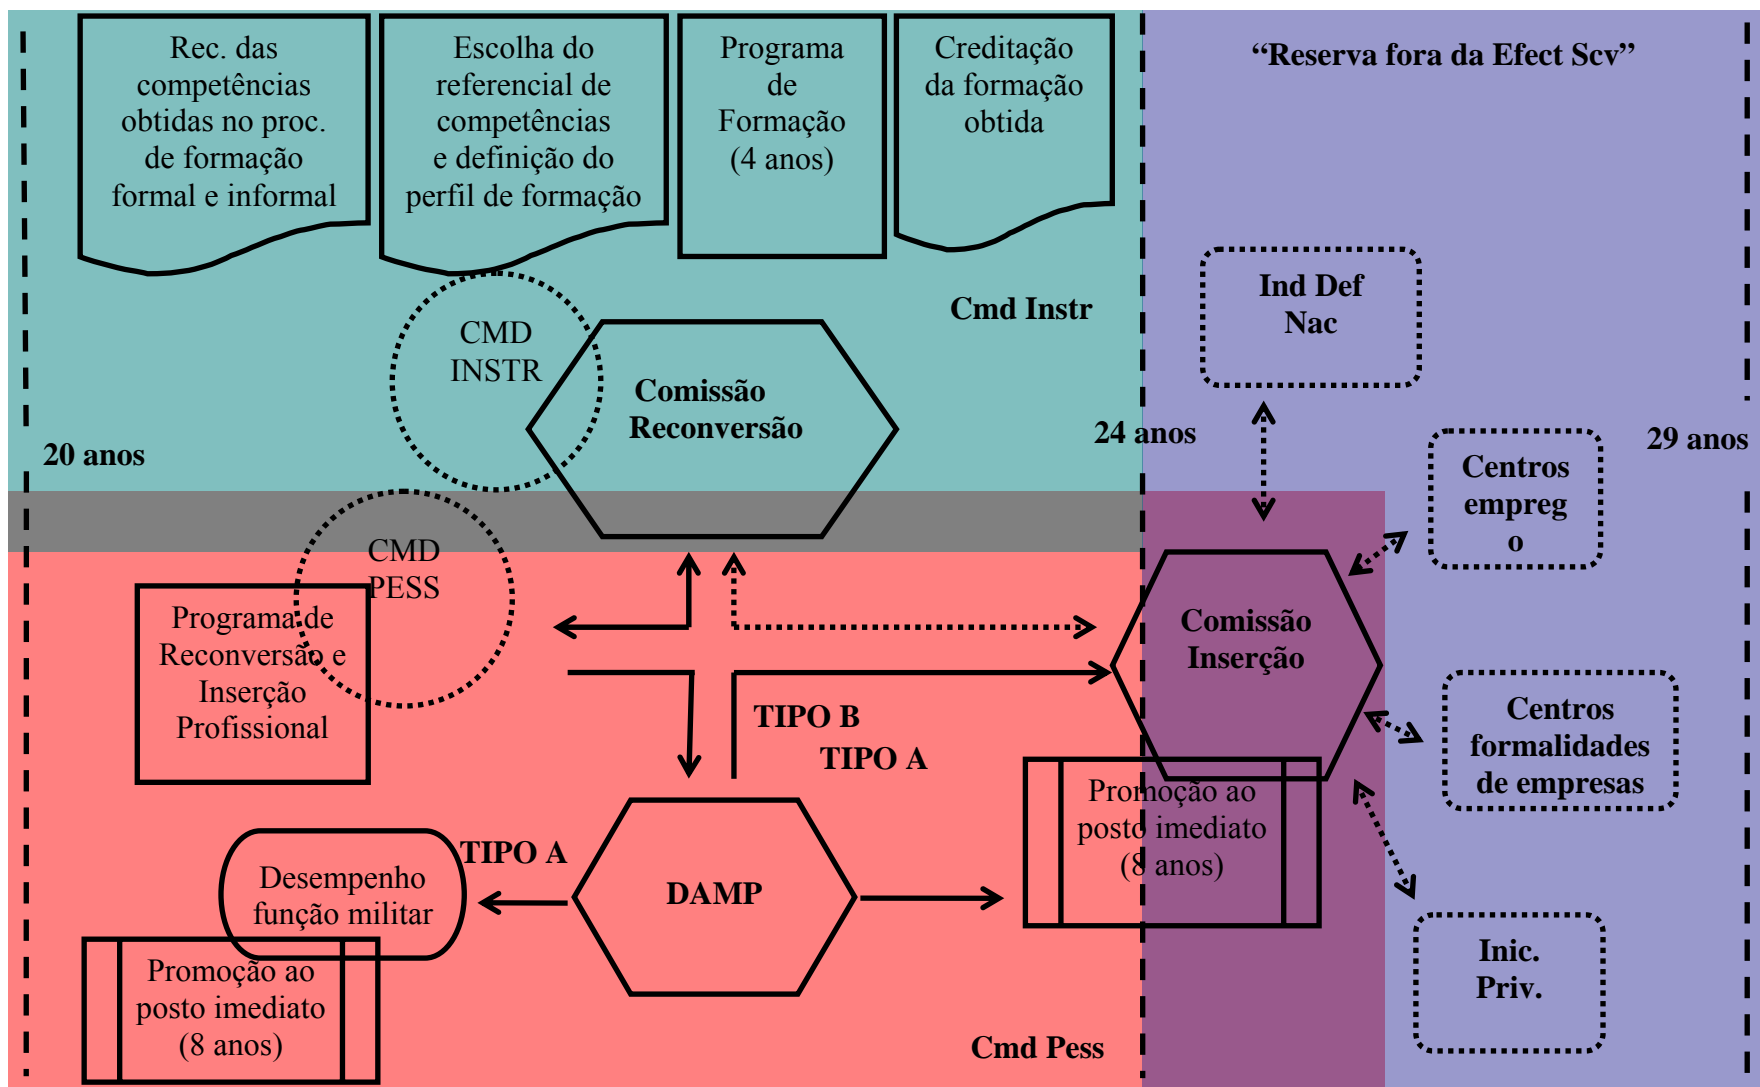 Rec. das
competências
obtidas no proc.
de formação
formal e informal
Escolha do
referencial de
competências
e definição do
perfil de formação
Programa
de
Formação
(4 anos)
Creditação
da formação
obtida
“Reserva fora da Efect Scv”
Cmd Instr
Ind Def
Nac
CMD
INSTR
Comissão
Reconversão
20 anos
24 anos
29 anos
Centros
empreg
o
CMD
PESS
Programa de
Reconversão e
Inserção
Profissional
Comissão
Inserção
TIPO B
TIPO A
Centros
formalidades
de empresas
Promoção ao
posto imediato
(8 anos)
TIPO A
Desempenho
função militar
DAMP
Promoção ao
posto imediato
(8 anos)
Inic.
Priv.
Cmd Pess